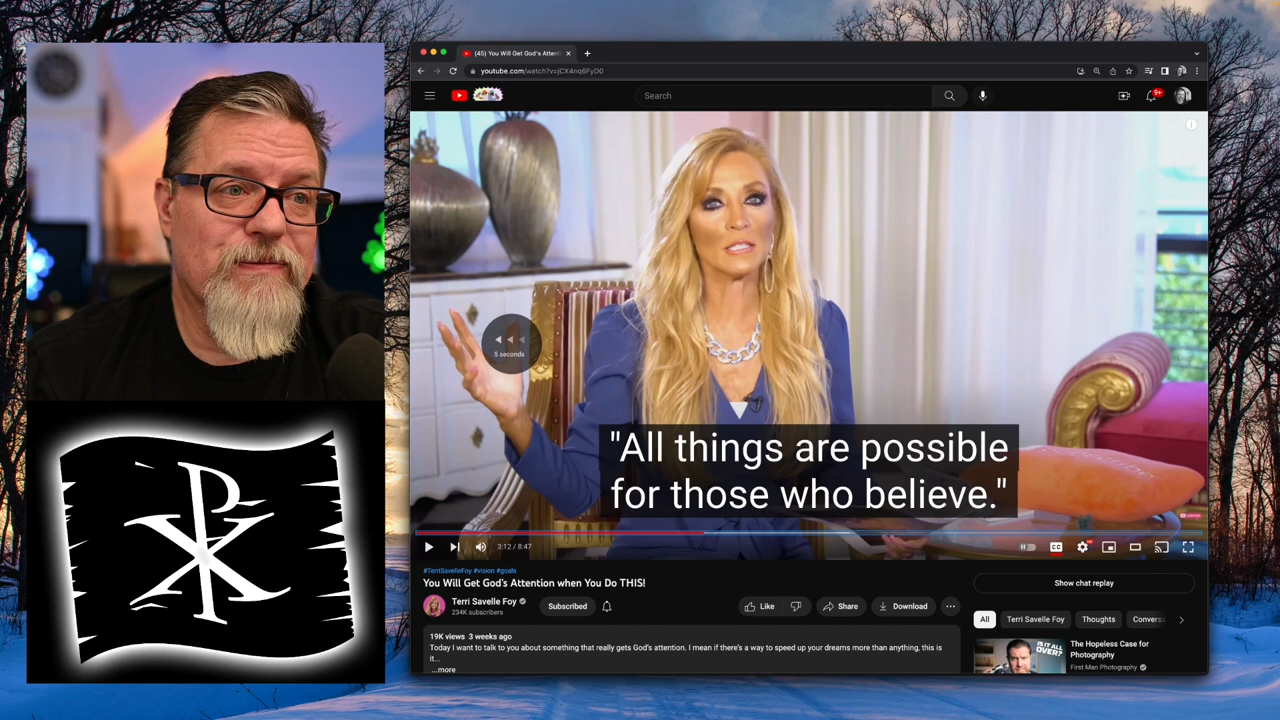 (45) You Will Get God's Attent
youtube.com/watch?v=jCX4nq6FyD0
Search
9+
5 seconds
"All things are possible
for those who believe."
3:12 / 8:47
#TerriSavelleFoy #vision #goals
You Will Get God's Attention when You Do THIS!
Show chat replay
Terri Savelle Foy
234K subscribers
Subscribed
Like
Share
Download
All
Terri Savelle Foy
Thoughts
Convers
19K views 3 weeks ago
Today I want to talk to you about something that really gets God's attention. I mean if there's a way to speed up your dreams more than anything, this is
it...
...more
IS IT ALL
OVER?
The Hopeless Case for
Photography
First Man Photography